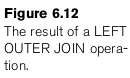 Figure 6.12
The result of a LEFT
OUTER JOIN opera-
tion.